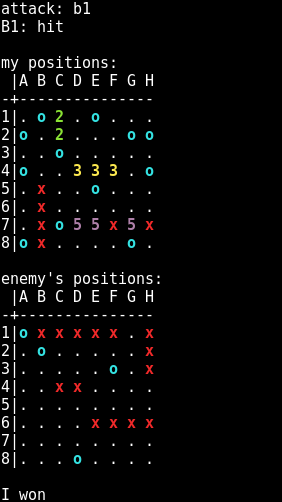 attack: b1
B1: hit

my positions:
 |A B C D E F G H
-+---------------
1|. o 2 . o . . .
2|o . 2 . . . o o
3|. . o . . . . .
4|o . . 3 3 3 . o
5|. x . . o . . .
6|. x . . . . . .
7|. x o 5 5 x 5 x
8|o x . . . . o .

enemy's positions:
 |A B C D E F G H
-+---------------
1|o x x x x x . x
2|. o . . . . . x
3|. . . . . o . x
4|. . x x . . . .
5|. . . . . . . .
6|. . . . x x x x
7|. . . . . . . .
8|. . . o . . . .

I won